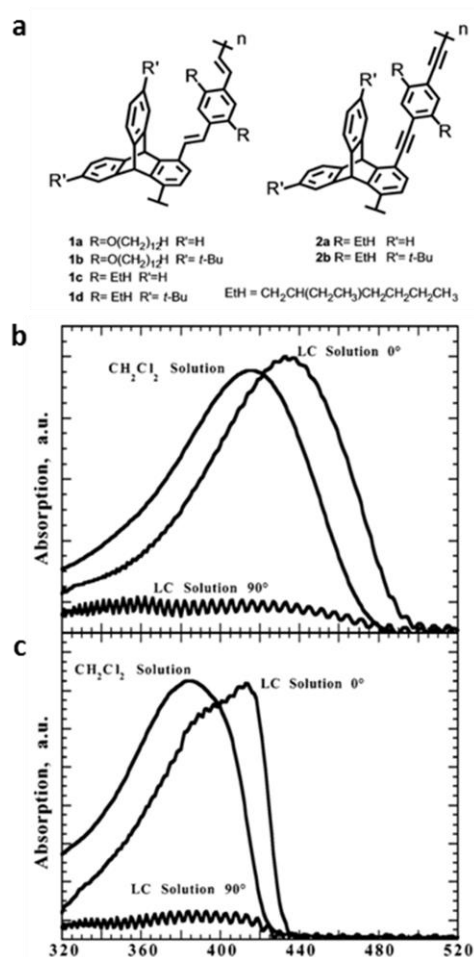 a
n
n
R'
R
R
R'
R'
R
R
R'
1a R=O(CH2)12H R'=H
1b R=O(CH2)12H R'= t-Bu
1c R= EtH R'=H
1d R= EtH R'= t-Bu
2a R= EtH R'=H
2b R= EtH R'= t-Bu
EtH = CH2CH(CH2CH3)CH2CH2CH2CH3
b
LC Solution 0°
CH2Cl2 Solution
Absorption, a.u.
LC Solution 90°
c
CH2Cl2 Solution
LC Solution 0°
Absorption, a.u.
LC Solution 90°
320 360 400 440 480 520